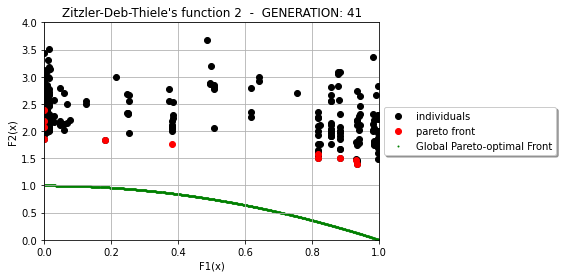 Zitzler-Deb-Thiele's function 2  -  GENERATION: 41
4.0
3.5
3.0
2.5
2.0
1.5
1.0
0.5
0.0
F2(x)
0.0 0.2 0.4 0.6 0.8 1.0
F1(x)
individuals
pareto front
Global Pareto-optimal Front